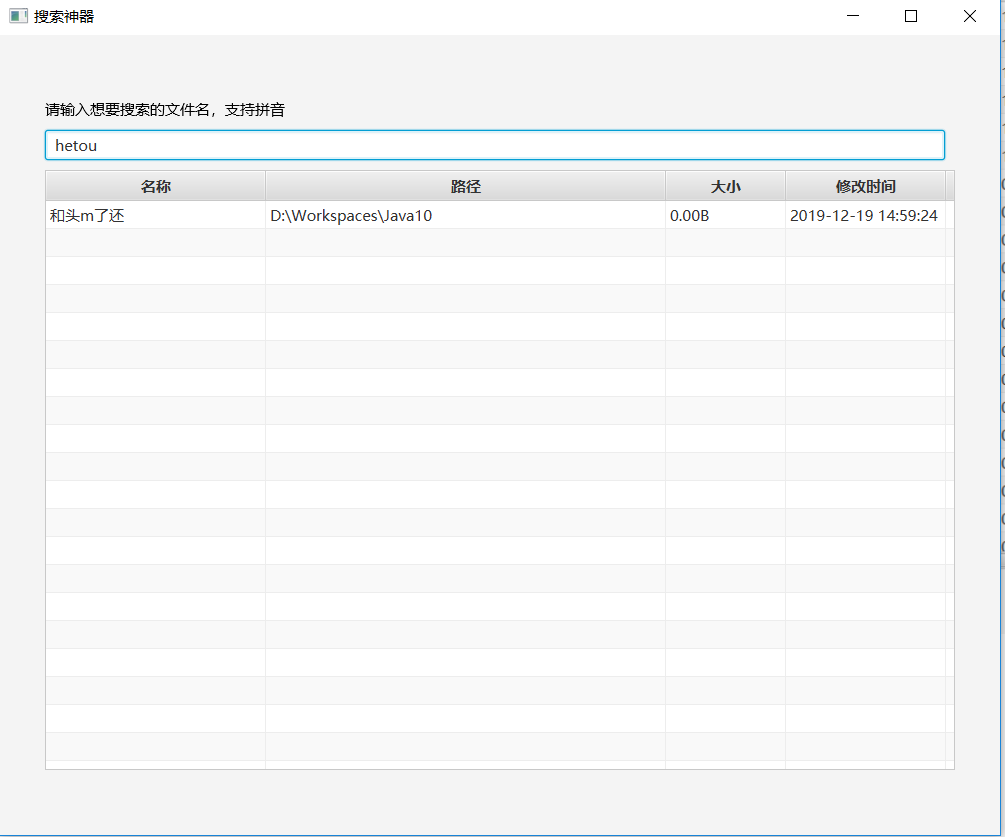 搜索神器
请输入想要搜索的文件名，支持拼音
hetou
名称 路径 大小 修改时间
和头m了还 D:\Workspaces\Java10 0.00B 2019-12-19 14:59:24